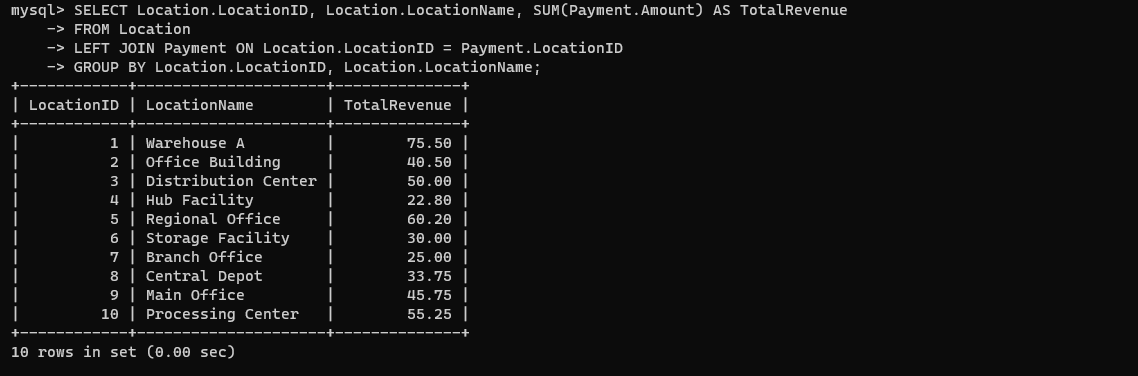 mysql> SELECT Location.LocationID, Location.LocationName, SUM(Payment.Amount) AS TotalRevenue
    -> FROM Location
    -> LEFT JOIN Payment ON Location.LocationID = Payment.LocationID
    -> GROUP BY Location.LocationID, Location.LocationName;
+------------+---------------------+--------------+
| LocationID | LocationName        | TotalRevenue |
+------------+---------------------+--------------+
|          1 | Warehouse A         |        75.50 |
|          2 | Office Building     |        40.50 |
|          3 | Distribution Center |        50.00 |
|          4 | Hub Facility        |        22.80 |
|          5 | Regional Office     |        60.20 |
|          6 | Storage Facility    |        30.00 |
|          7 | Branch Office       |        25.00 |
|          8 | Central Depot       |        33.75 |
|          9 | Main Office         |        45.75 |
|         10 | Processing Center   |        55.25 |
+------------+---------------------+--------------+
10 rows in set (0.00 sec)